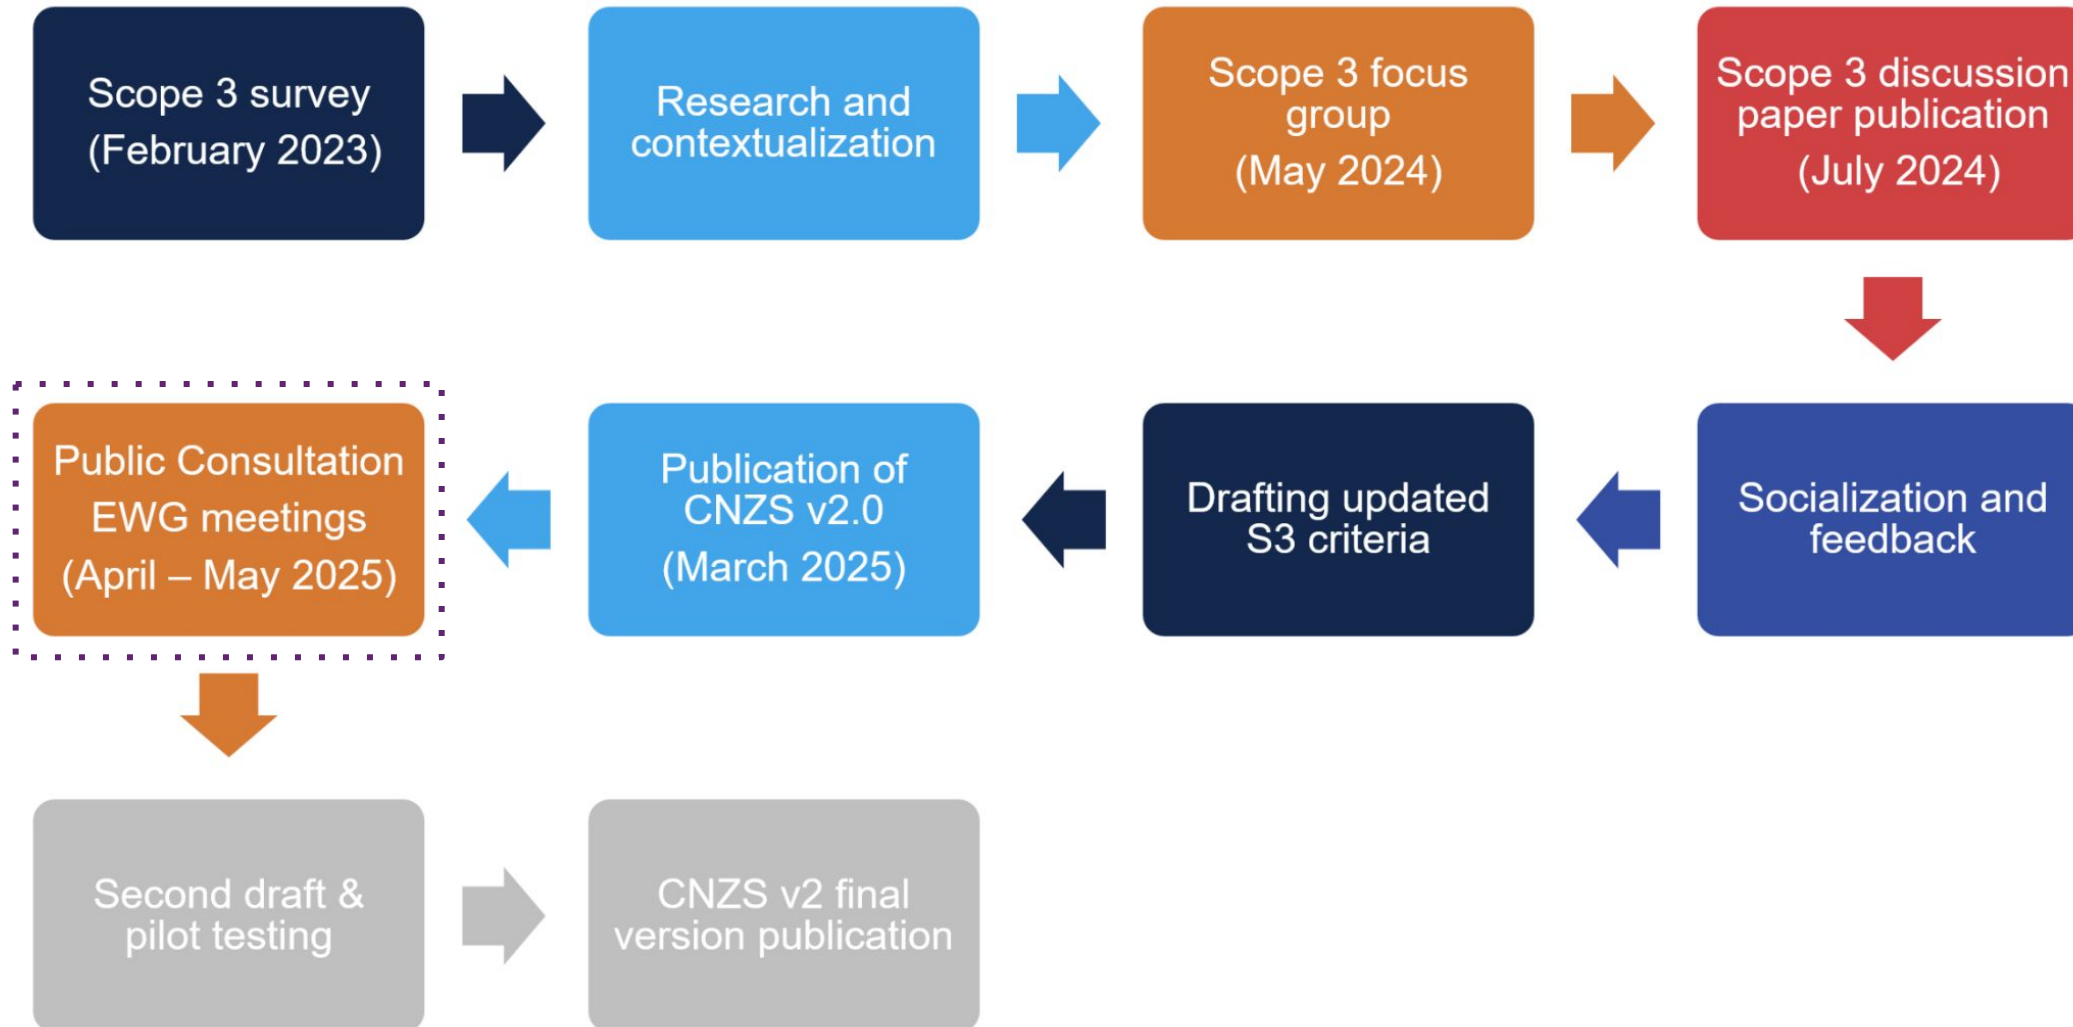 Scope 3 survey
(February 2023)
Research and
contextualization
Scope 3 focus
group
(May 2024)
Scope 3 discussion
paper publication
(July 2024)
Socialization and
feedback
Drafting updated
S3 criteria
Publication of
CNZS v2.0
(March 2025)
Public Consultation
EWG meetings
(April – May 2025)
Second draft &
pilot testing
CNZS v2 final
version publication